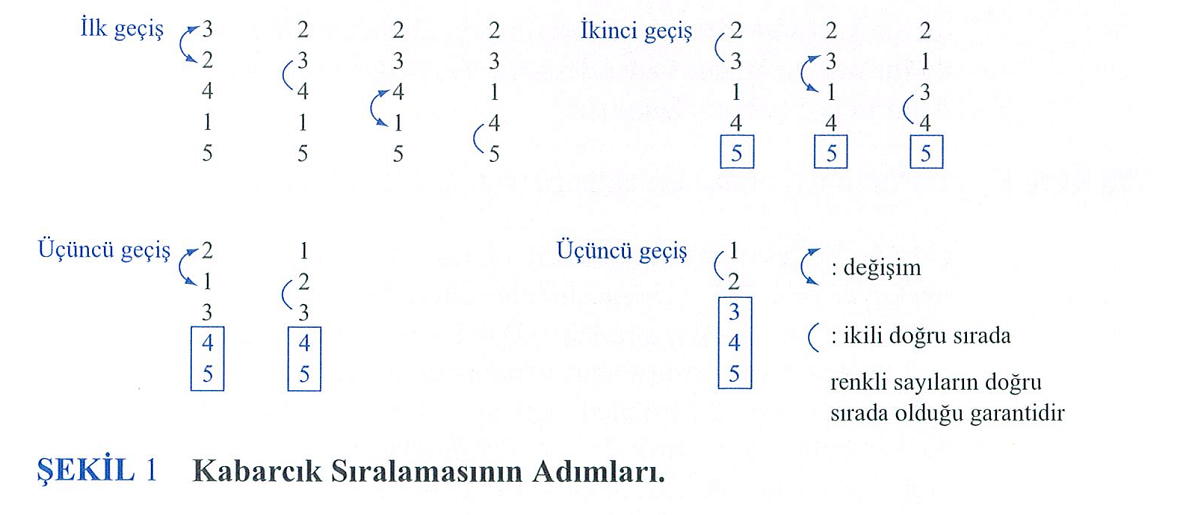 İlk geçiş 3 2 2 2 İkinci geçiş 2 2 2
2 3 3 3 3 3 1
4 4 4 1 1 1 3
1 1 1 4 4 4 4
5 5 5 5 5 5 5
Üçüncü geçiş 2 1 Üçüncü geçiş 1
1 2 2 : değişim
3 3 3
4 4 4 : ikili doğru sırada
5 5 5 renkli sayıların doğru
sırada olduğu garantidir
ŞEKİL 1 Kabarcık Sıralamasının Adımları.